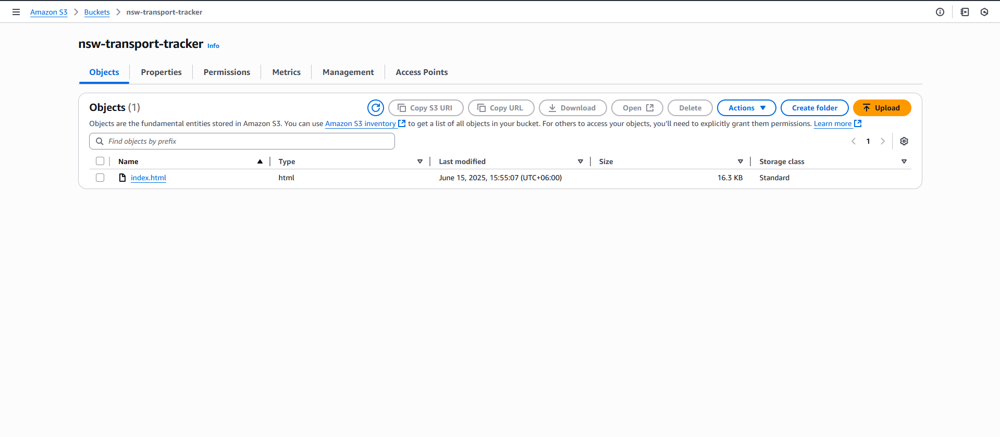 Amazon S3 > Buckets > nsw-transport-tracker
nsw-transport-tracker Info
Objects Properties Permissions Metrics Management Access Points
Objects (1) Copy S3 URI Copy URL Download Open Delete Actions Create folder Upload
Objects are the fundamental entities stored in Amazon S3. You can use Amazon S3 inventory to get a list of all objects in your bucket. For others to access your objects, you’ll need to explicitly grant them permissions. Learn more
Find objects by prefix 1
Name Type Last modified Size Storage class
index.html html June 15, 2025, 15:55:07 (UTC+06:00) 16.3 KB Standard